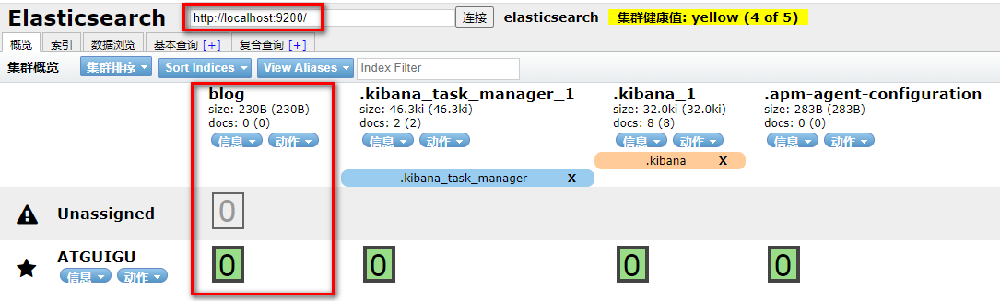 Elasticsearch http://localhost:9200/ 连接 elasticsearch 集群健康值: yellow (4 of 5)
概览 索引 数据浏览 基本查询 [+] 复合查询 [+]
集群概览 集群排序 Sort Indices View Aliases Index Filter
blog .kibana_task_manager_1 .kibana_1 .apm-agent-configuration
size: 230B (230B) size: 46.3ki (46.3ki) size: 32.0ki (32.0ki) size: 283B (283B)
docs: 0 (0) docs: 2 (2) docs: 8 (8) docs: 0 (0)
信息 动作 信息 动作 信息 动作 信息 动作
.kibana X
.kibana_task_manager X
Unassigned 0
ATGUIGU 0 0 0 0
信息 动作